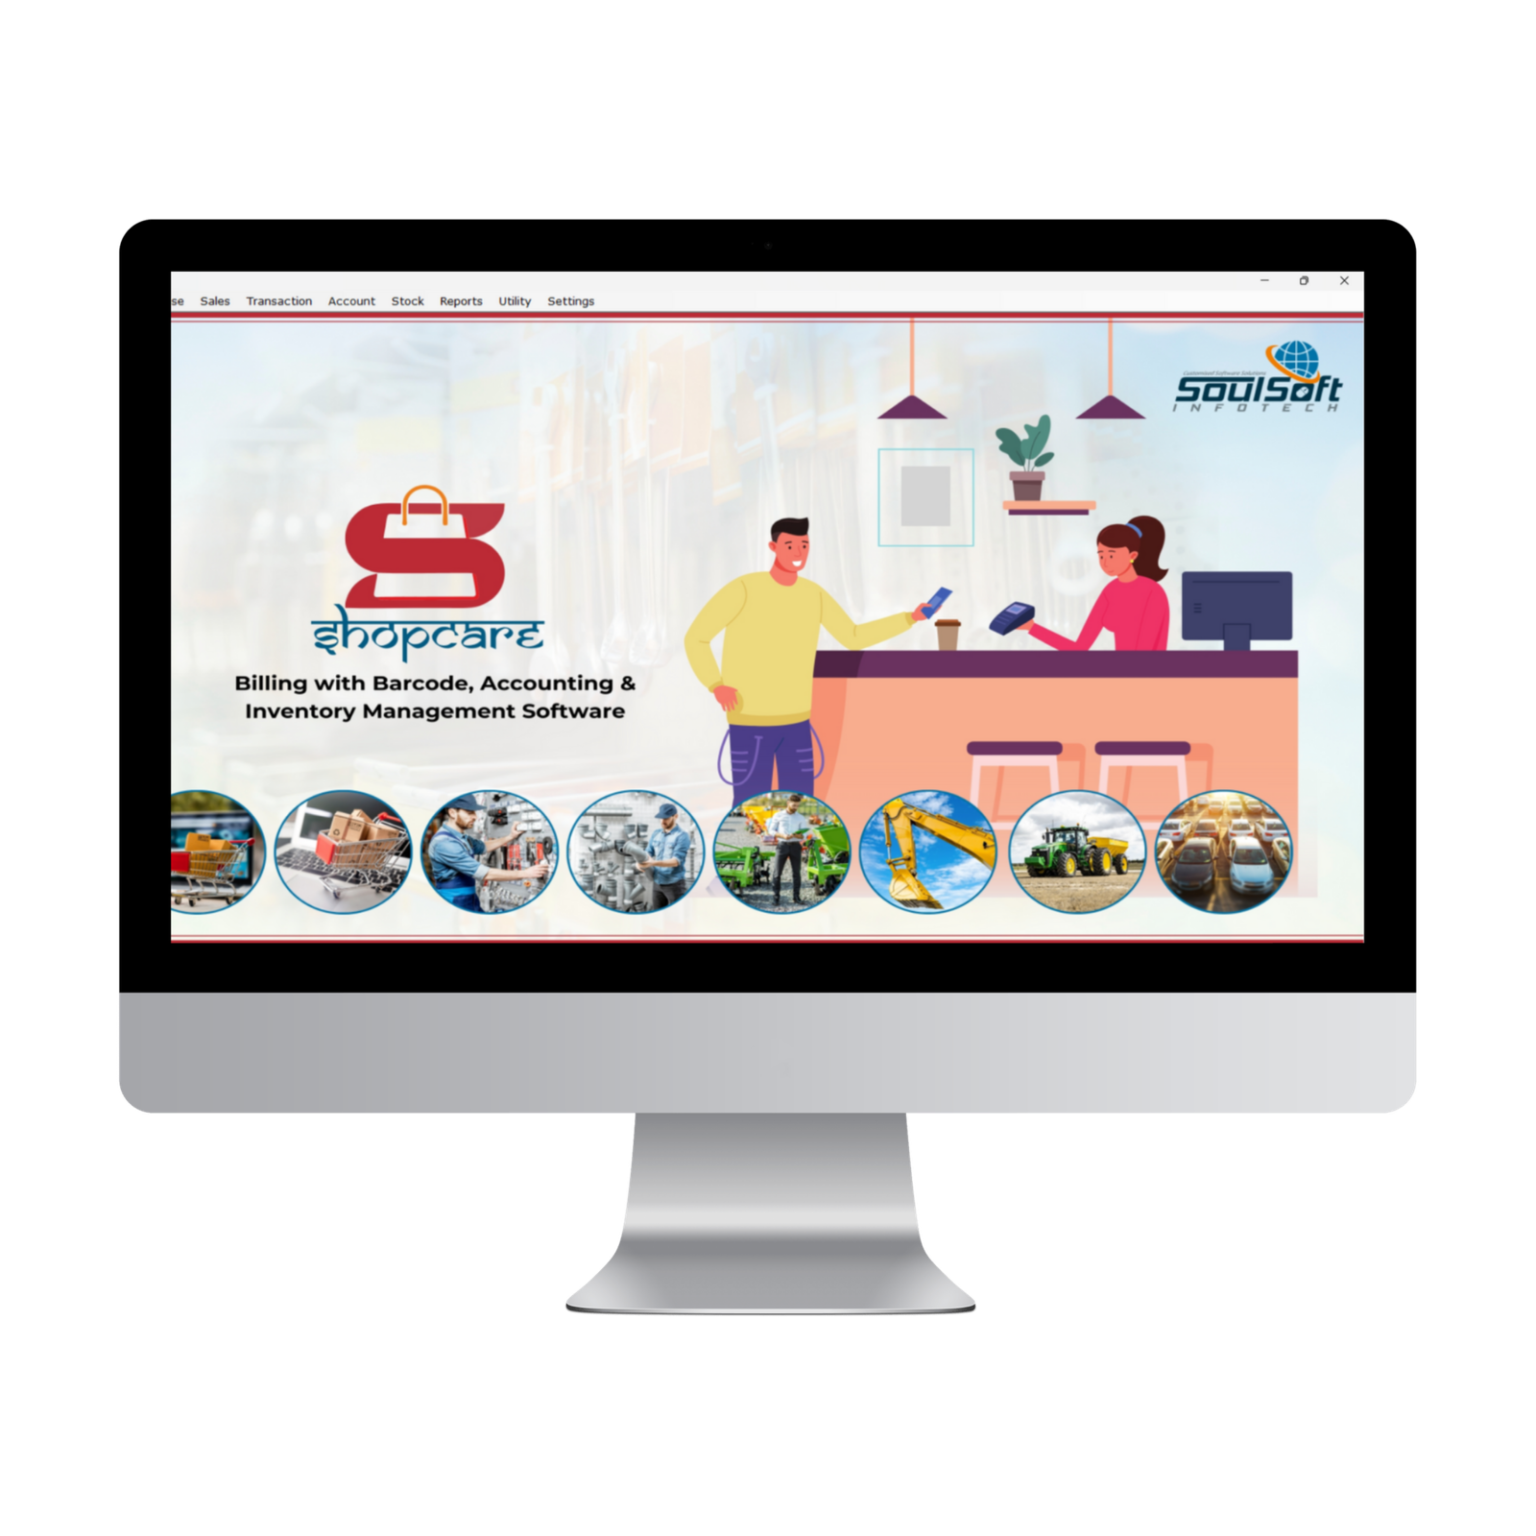 se Sales Transaction Account Stock Reports Utility Settings
Customized Software Solutions
SoulSoft
INFOTECH
shopcare
Billing with Barcode, Accounting &
Inventory Management Software